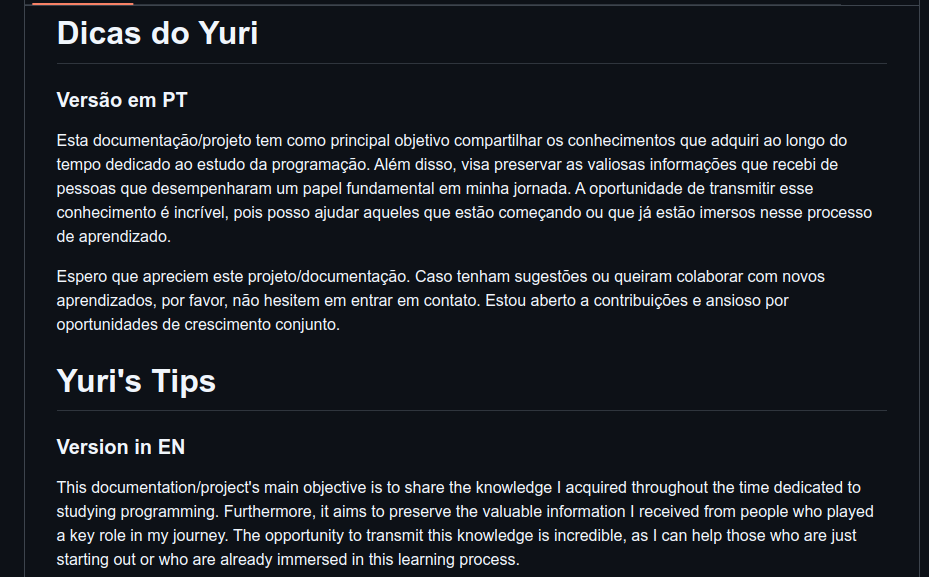 Dicas do Yuri
Versão em PT
Esta documentação/projeto tem como principal objetivo compartilhar os conhecimentos que adquiri ao longo do
tempo dedicado ao estudo da programação. Além disso, visa preservar as valiosas informações que recebi de
pessoas que desempenharam um papel fundamental em minha jornada. A oportunidade de transmitir esse
conhecimento é incrível, pois posso ajudar aqueles que estão começando ou que já estão imersos nesse processo
de aprendizado.
Espero que apreciem este projeto/documentação. Caso tenham sugestões ou queiram colaborar com novos
aprendizados, por favor, não hesitem em entrar em contato. Estou aberto a contribuições e ansioso por
oportunidades de crescimento conjunto.
Yuri's Tips
Version in EN
This documentation/project's main objective is to share the knowledge I acquired throughout the time dedicated to
studying programming. Furthermore, it aims to preserve the valuable information I received from people who played
a key role in my journey. The opportunity to transmit this knowledge is incredible, as I can help those who are just
starting out or who are already immersed in this learning process.